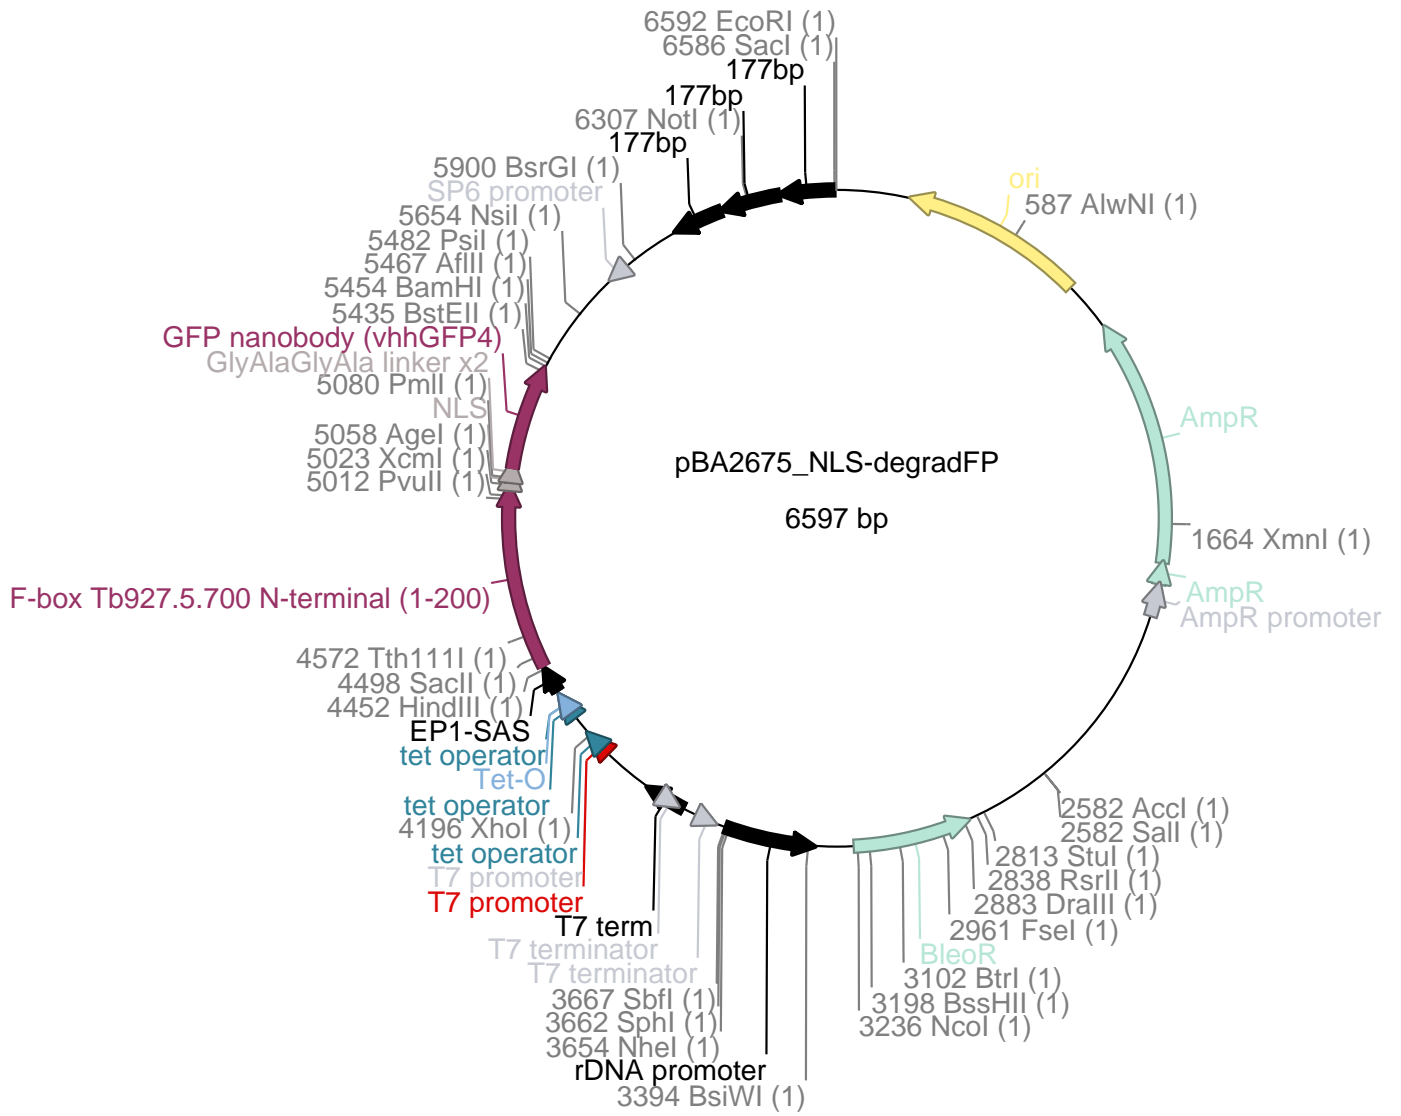 6592 EcoRI (1)
6586 SacI (1)
177bp
177bp
6307 NotI (1)
177bp
5900 BsrGI (1)
SP6 promoter
5654 NsiI (1)
5482 PsiI (1)
5467 AflII (1)
5454 BamHI (1)
5435 BstEII (1)
GFP nanobody (vhhGFP4)
GlyAlaGlyAla linker x2
5080 PmlI (1)
NLS
5058 AgeI (1)
5023 XcmI (1)
5012 PvuII (1)
F-box Tb927.5.700 N-terminal (1-200)
4572 Tth111I (1)
4498 SacII (1)
4452 HindIII (1)
EP1-SAS
tet operator
Tet-O
tet operator
4196 XhoI (1)
tet operator
T7 promoter
T7 promoter
T7 term
T7 terminator
T7 terminator
3667 SbfI (1)
3662 SphI (1)
3654 NheI (1)
rDNA promoter
3394 BsiWI (1)
pBA2675_NLS-degradFP
6597 bp
ori
587 AlwNI (1)
AmpR
1664 XmnI (1)
AmpR
AmpR promoter
2582 AccI (1)
2582 SalI (1)
2813 StuI (1)
2838 RsrII (1)
2883 DraIII (1)
2961 FseI (1)
BleoR
3102 BtrI (1)
3198 BssHII (1)
3236 NcoI (1)